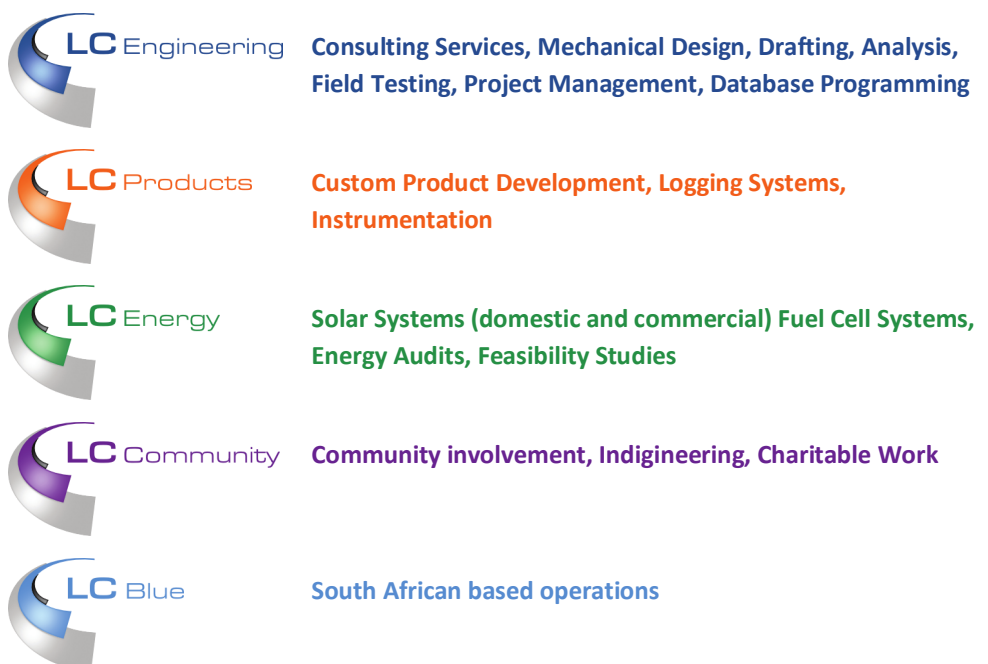 LC Engineering
Consulting Services, Mechanical Design, Drafting, Analysis,
Field Testing, Project Management, Database Programming
LC Products
Custom Product Development, Logging Systems,
Instrumentation
LC Energy
Solar Systems (domestic and commercial) Fuel Cell Systems,
Energy Audits, Feasibility Studies
LC Community
Community involvement, Indigineering, Charitable Work
LC Blue
South African based operations